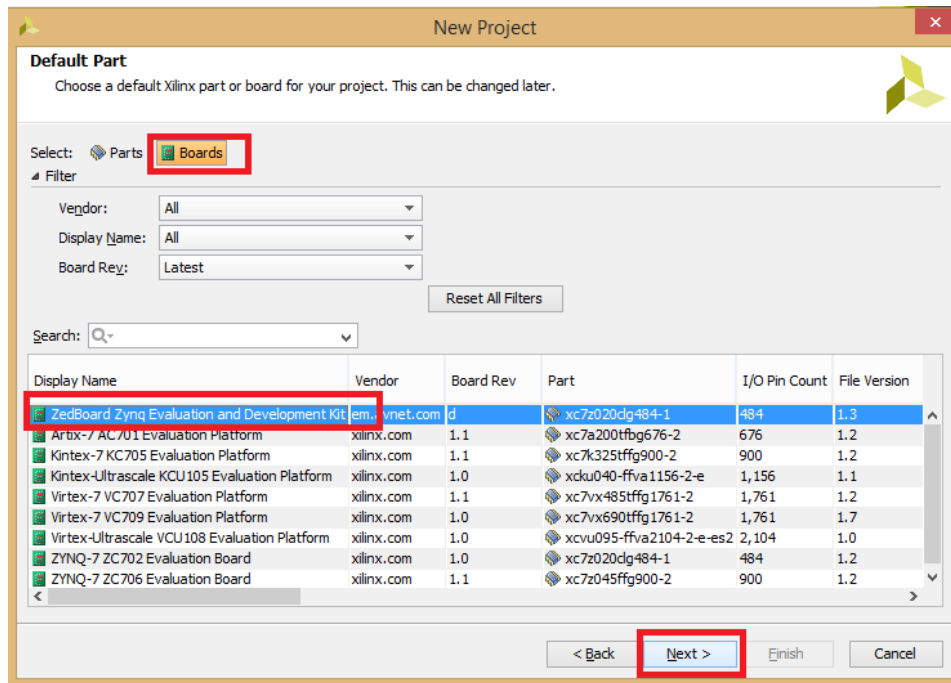 New Project
Default Part
Choose a default Xilinx part or board for your project. This can be changed later.
Select: Parts Boards
Filter
Vendor: All
Display Name: All
Board Rev: Latest
Reset All Filters
Search:
Display Name Vendor Board Rev Part I/O Pin Count File Version
ZedBoard Zynq Evaluation and Development Kit em.avnet.com d xc7z020clg484-1 484 1.3
Artix-7 AC701 Evaluation Platform xilinx.com 1.1 xc7a200tfbg676-2 676 1.2
Kintex-7 KC705 Evaluation Platform xilinx.com 1.1 xc7k325tffg900-2 900 1.2
Kintex-Ultrascale KCU105 Evaluation Platform xilinx.com 1.0 xcku040-ffva1156-2-e 1,156 1.1
Virtex-7 VC707 Evaluation Platform xilinx.com 1.1 xc7vx485tffg1761-2 1,761 1.2
Virtex-7 VC709 Evaluation Platform xilinx.com 1.0 xc7vx690tffg1761-2 1,761 1.7
Virtex-Ultrascale VCU108 Evaluation Platform xilinx.com 1.0 xcvu095-ffva2104-2-e-es2 2,104 1.0
ZYNQ-7 ZC702 Evaluation Board xilinx.com 1.0 xc7z020clg484-1 484 1.2
ZYNQ-7 ZC706 Evaluation Board xilinx.com 1.1 xc7z045ffg900-2 900 1.2
< Back Next > Finish Cancel